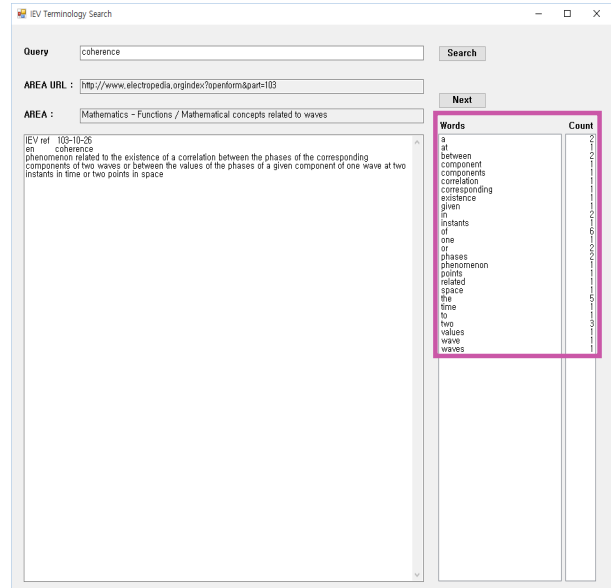 IEV Terminology Search
Query coherence Search
AREA URL : http://www.electropedia.orgindex?openform&part=103
Next
AREA : Mathematics - Functions / Mathematical concepts related to waves
Words Count
IEV ref 103-10-26
en coherence
phenomenon related to the existence of a correlation between the phases of the corresponding
components of two waves or between the values of the phases of a given component of one wave at two
instants in time or two points in space
a 2
at 1
between 2
component 1
components 1
correlation 1
corresponding 1
existence 1
given 1
in 2
instants 1
of 6
one 1
or 2
phases 2
phenomenon 1
points 1
related 1
space 1
the 5
time 1
to 1
two 3
values 1
wave 1
waves 1